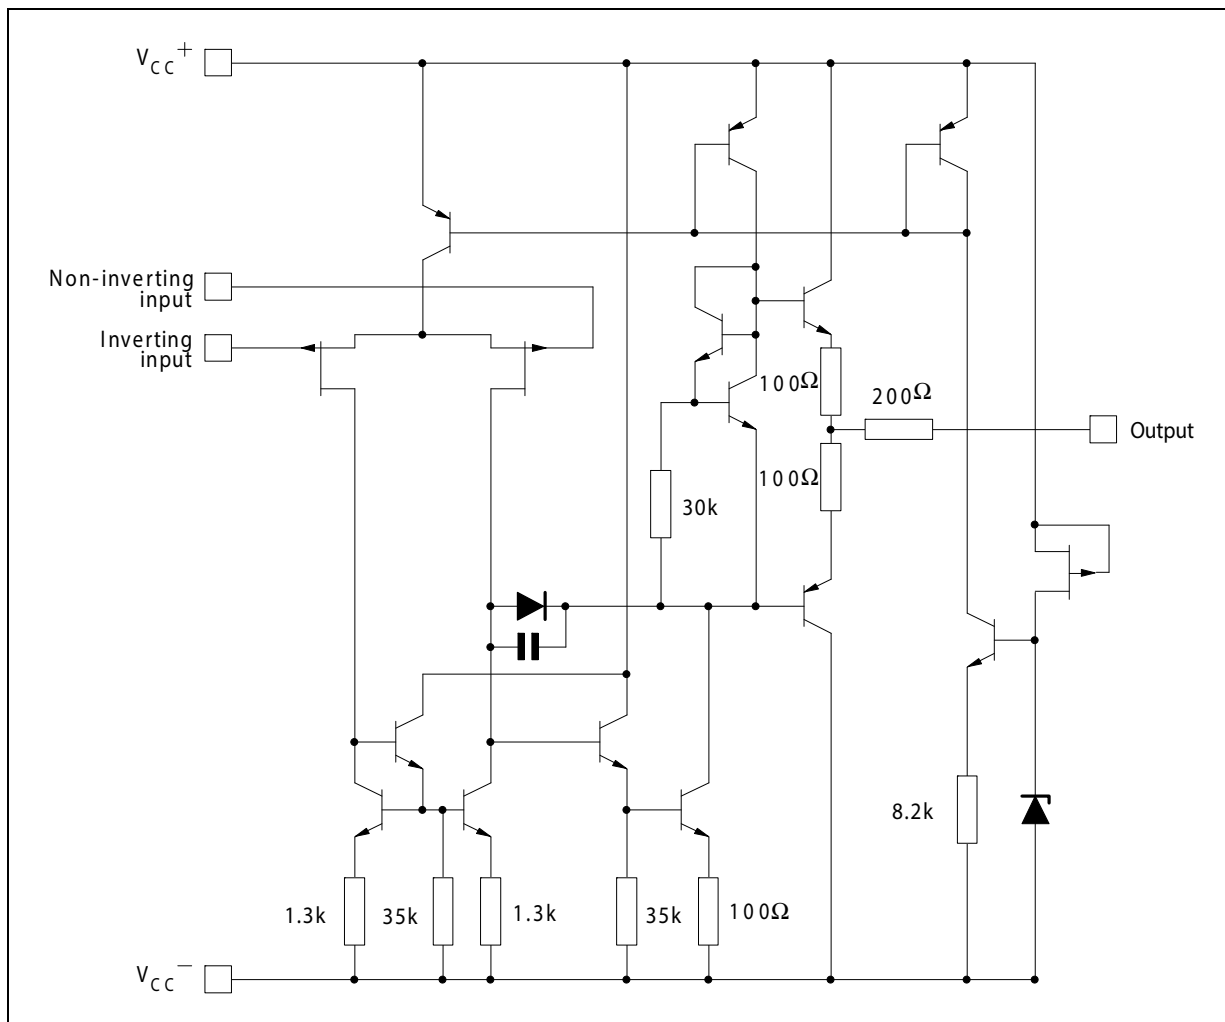 VCC+
Non-inverting
input
Inverting
input
100Ω
200Ω
Output
100Ω
30k
8.2k
1.3k
35k
1.3k
35k
100Ω
VCC−